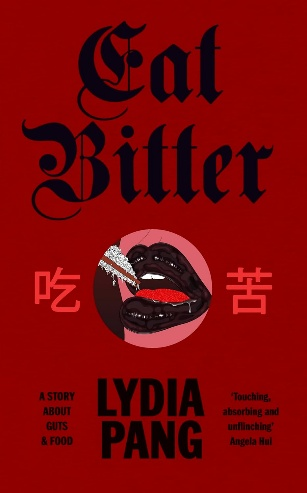 Eat
Bitter
吃 苦
A STORY
ABOUT
GUTS
& FOOD
LYDIA
PANG
'Touching,
absorbing and
unflinching'
Angela Hui